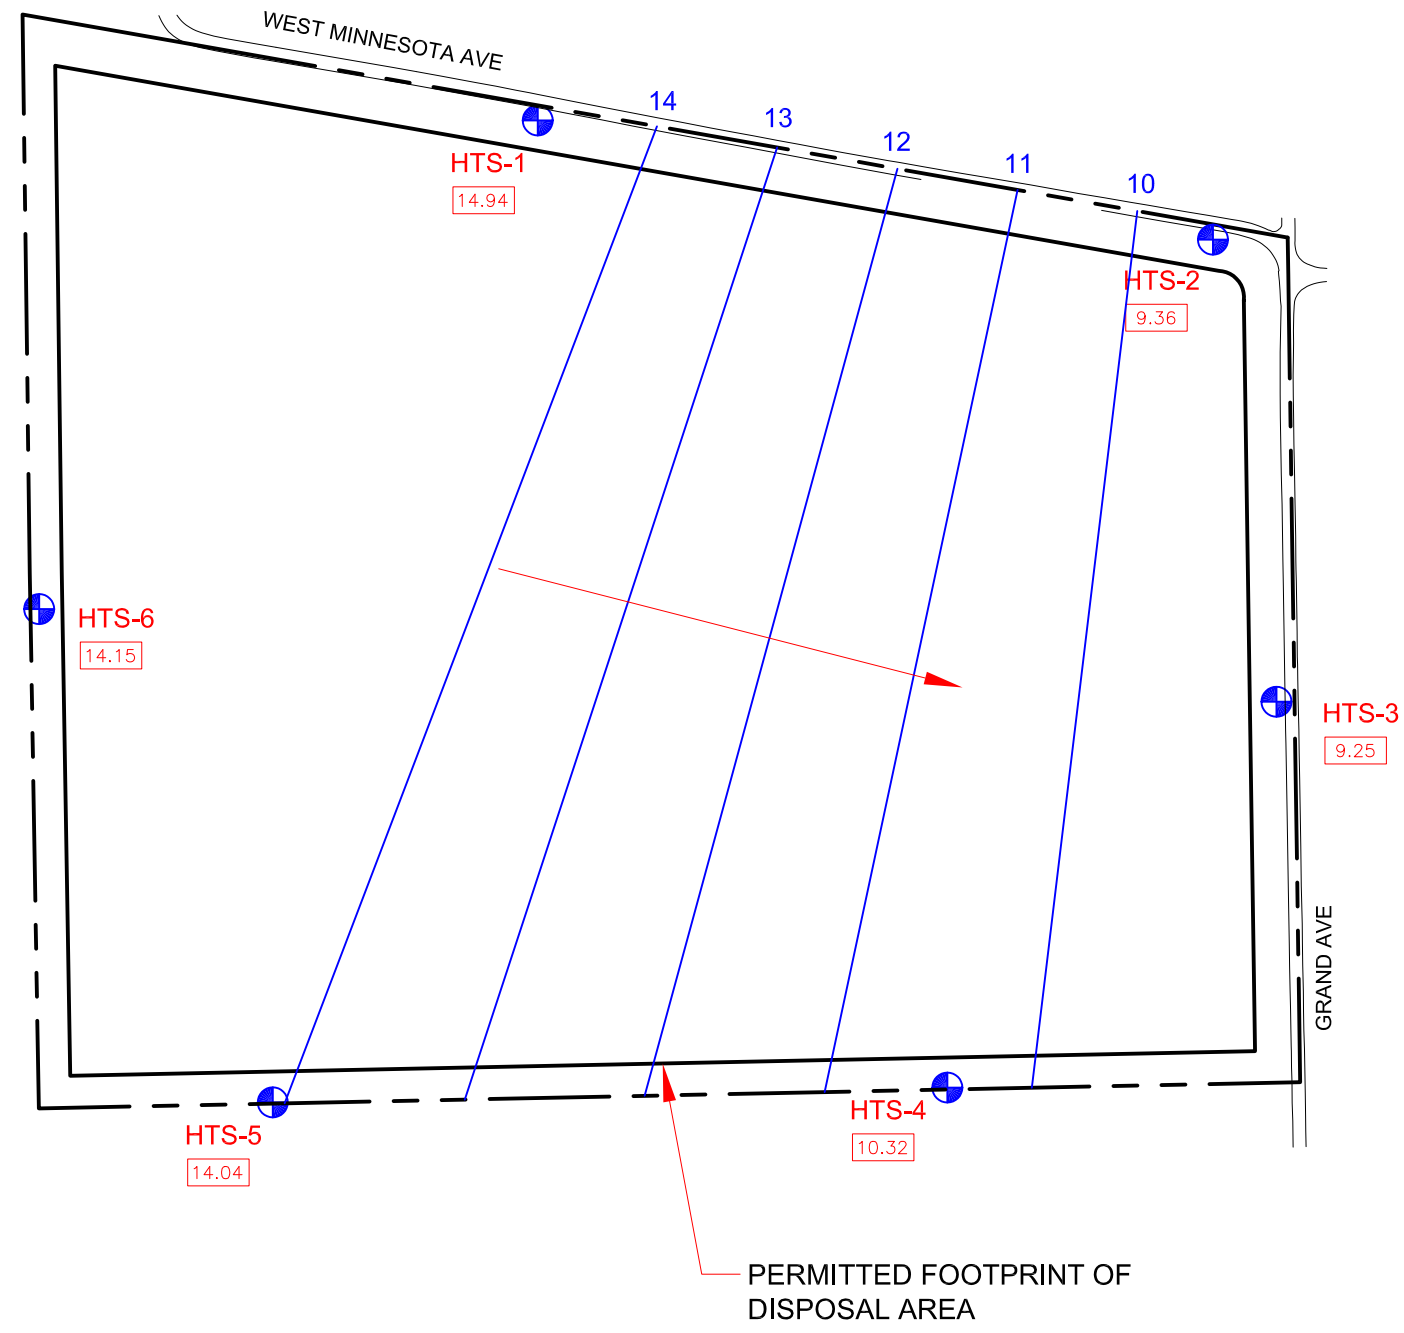 WEST MINNESOTA AVE
14
13
12
11
10
HTS-1
14.94
HTS-2
9.36
HTS-6
14.15
HTS-3
9.25
GRAND AVE
HTS-4
10.32
HTS-5
14.04
PERMITTED FOOTPRINT OF
DISPOSAL AREA